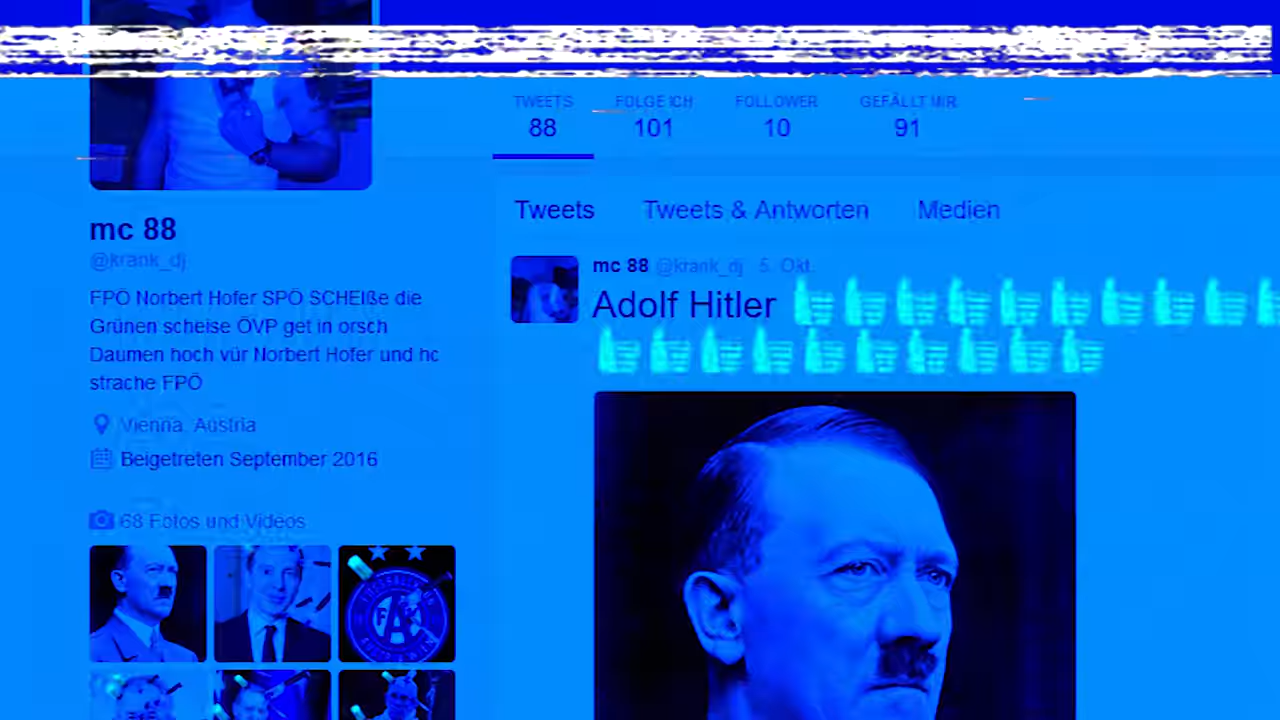 TWEETS FOLGE ICH FOLLOWER GEFÄLLT MIR
88 101 10 91
Tweets Tweets & Antworten Medien
mc 88
@krank_dj
FPÖ Norbert Hofer SPÖ SCHEIße die
Grünen scheise ÖVP get in orsch
Daumen hoch vür Norbert Hofer und hc
strache FPÖ
Vienna, Austria
Beigetreten September 2016
68 Fotos und Videos
mc 88 @krank_dj · 5. Okt.
Adolf Hitler